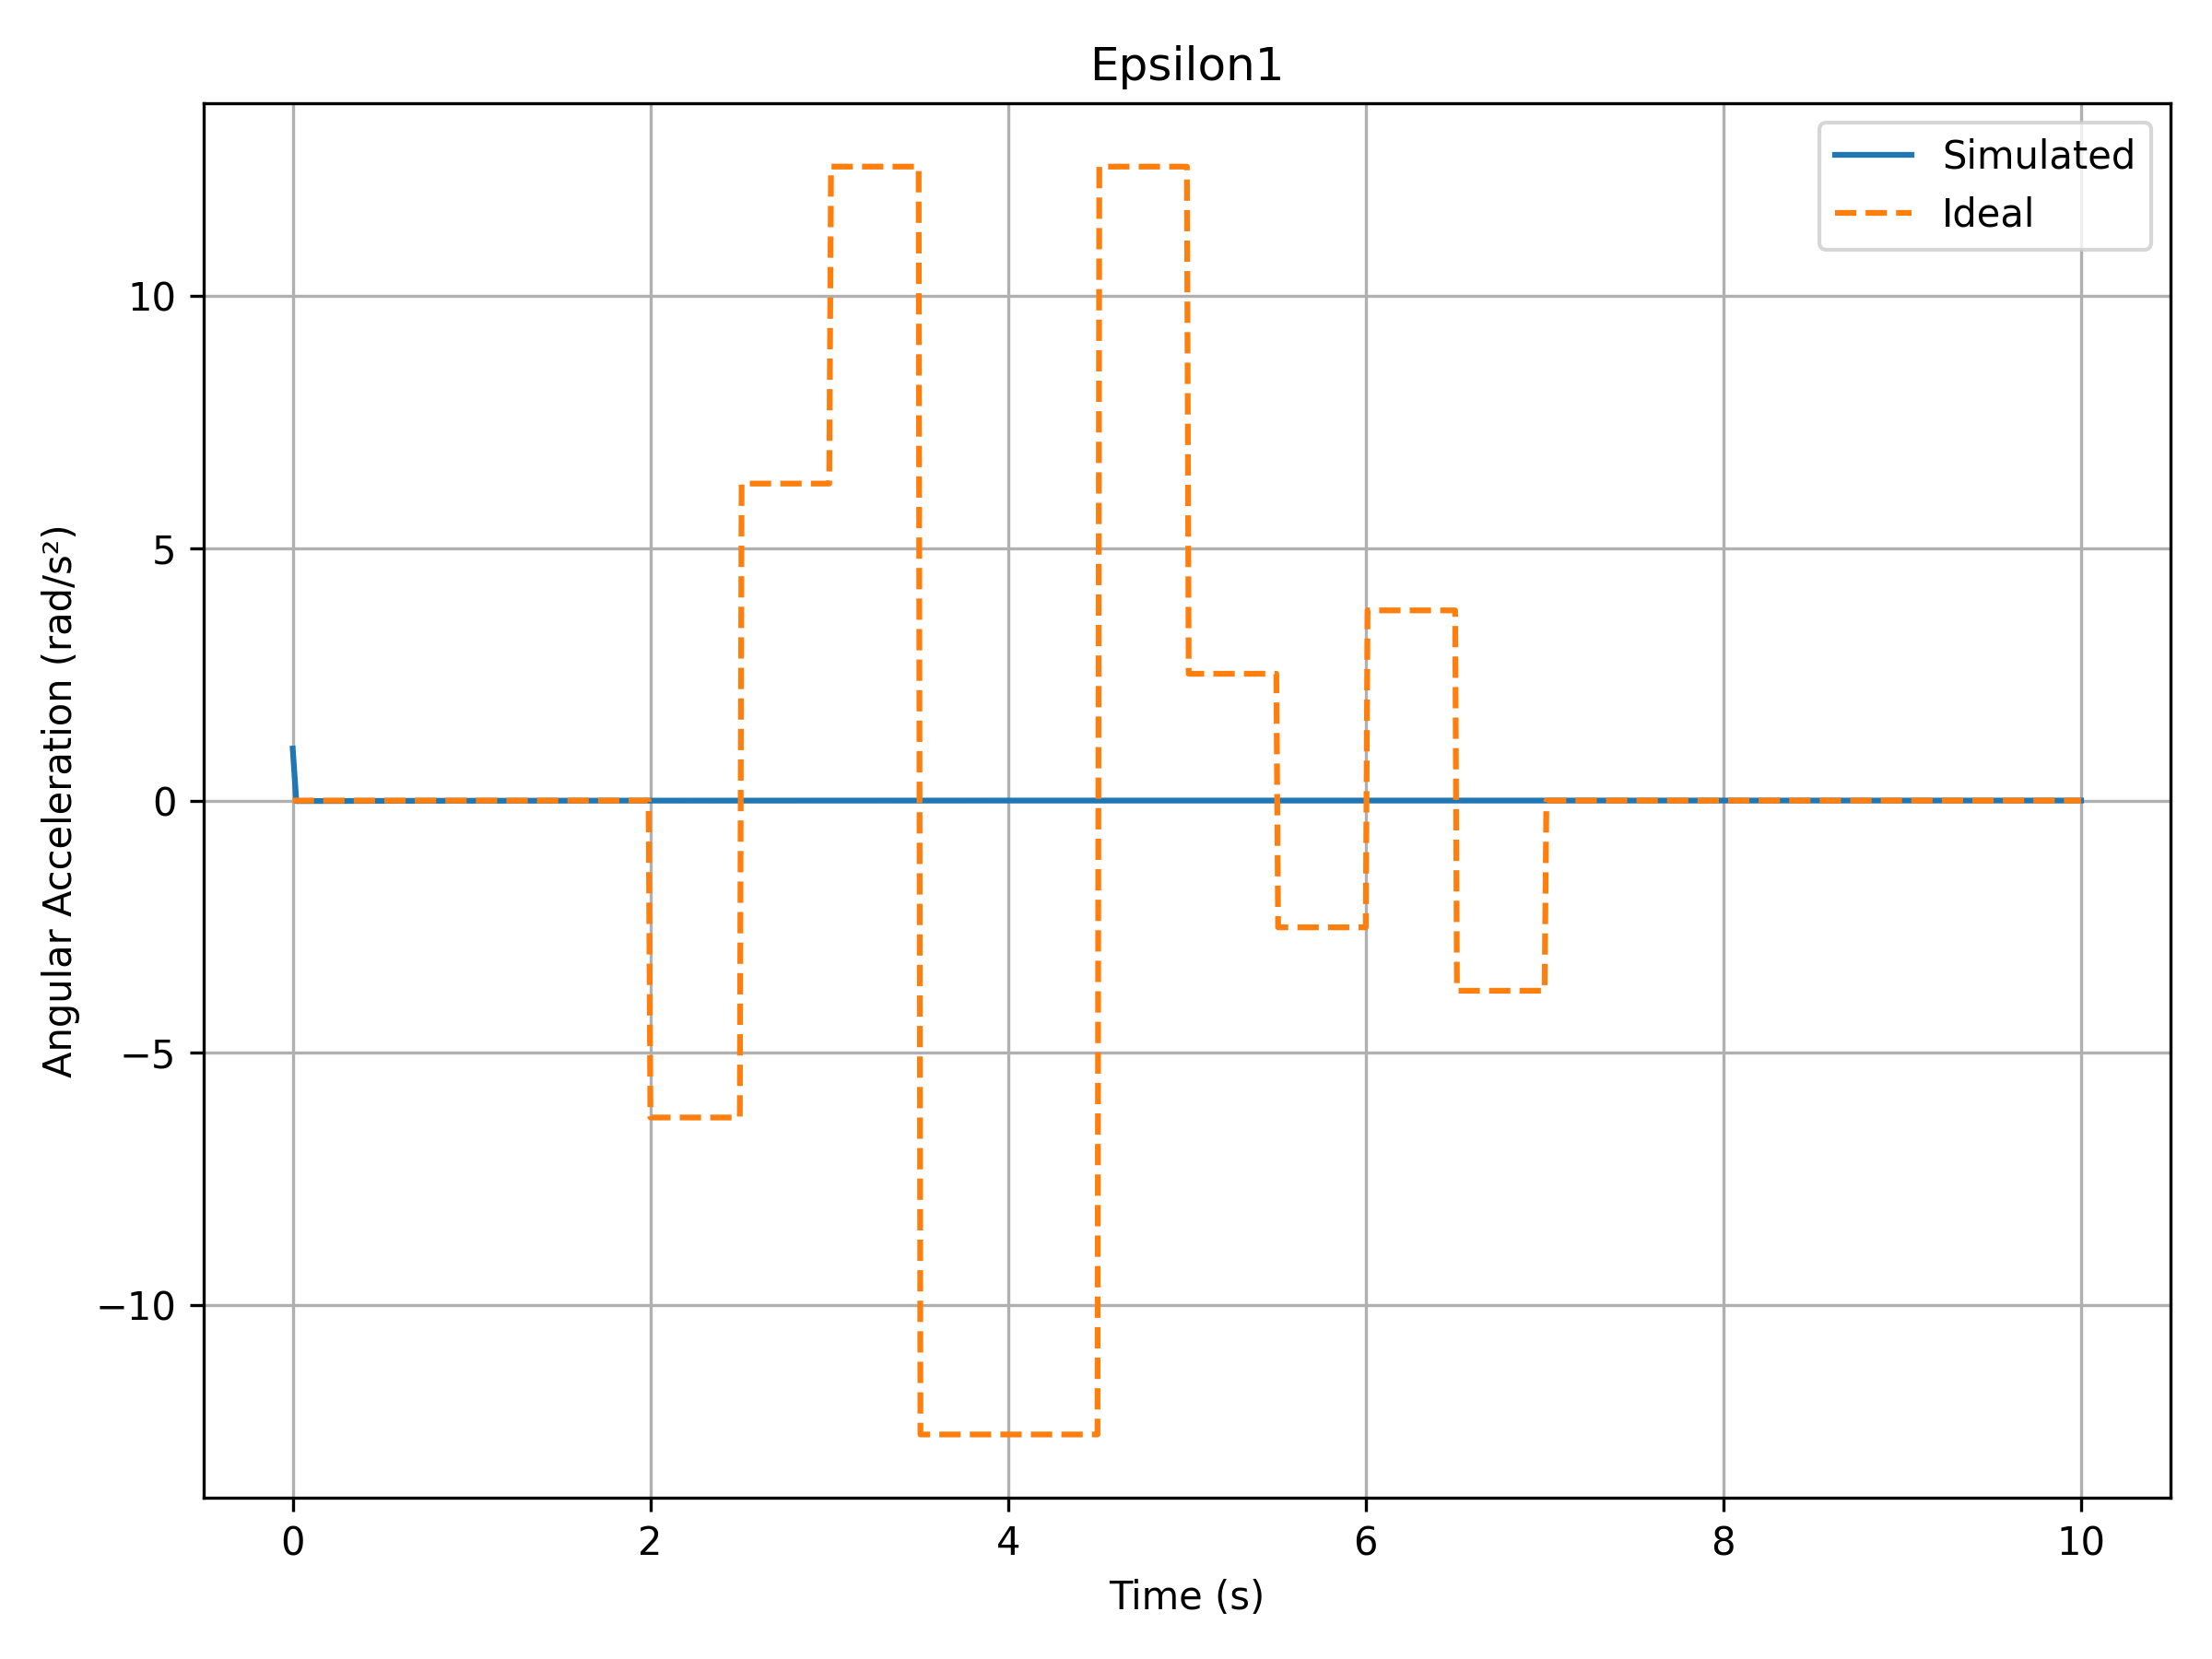 Epsilon1
Simulated
Ideal
10
5
0
−5
−10
Angular Acceleration (rad/s²)
0 2 4 6 8 10
Time (s)